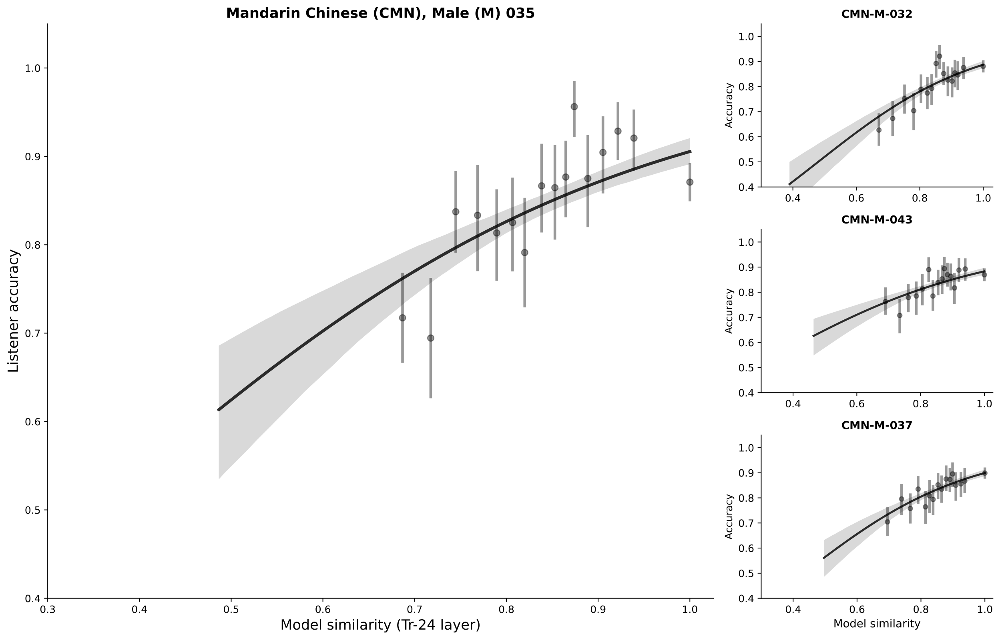 Mandarin Chinese (CMN), Male (M) 035
1.0
0.9
0.8
0.7
0.6
0.5
0.4
Listener accuracy
0.3 0.4 0.5 0.6 0.7 0.8 0.9 1.0
Model similarity (Tr-24 layer)
CMN-M-032
1.0
0.9
0.8
0.7
0.6
0.5
0.4
Accuracy
0.4 0.6 0.8 1.0
CMN-M-043
1.0
0.9
0.8
0.7
0.6
0.5
0.4
Accuracy
0.4 0.6 0.8 1.0
CMN-M-037
1.0
0.9
0.8
0.7
0.6
0.5
0.4
Accuracy
0.4 0.6 0.8 1.0
Model similarity